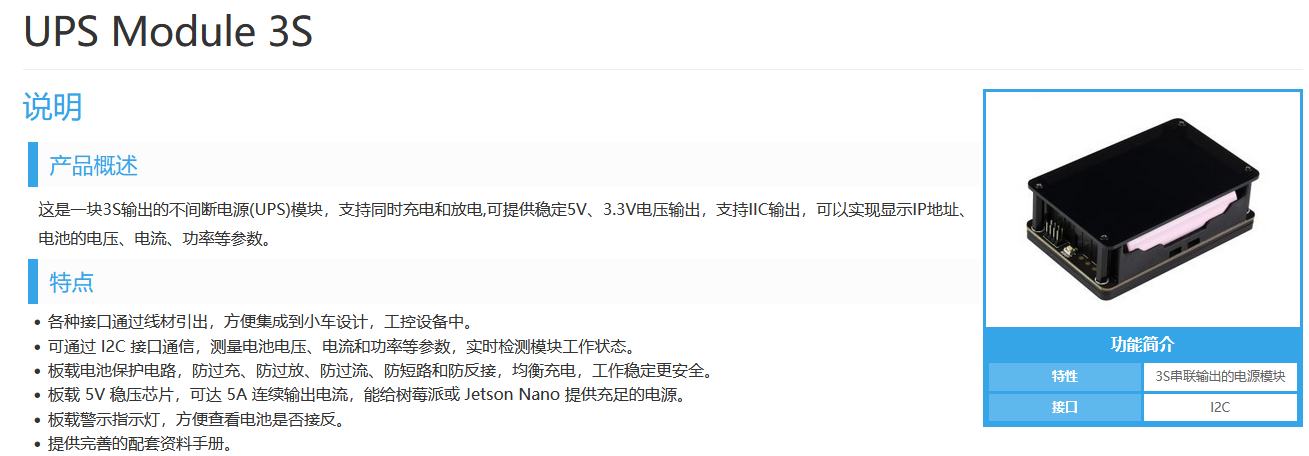 UPS Module 3S
说明
产品概述
这是一块3S输出的不间断电源(UPS)模块，支持同时充电和放电,可提供稳定5V、3.3V电压输出，支持IIC输出，可以实现显示IP地址、
电池的电压、电流、功率等参数。
特点
各种接口通过线材引出，方便集成到小车设计，工控设备中。
可通过 I2C 接口通信，测量电池电压、电流和功率等参数，实时检测模块工作状态。
板载电池保护电路，防过充、防过放、防过流、防短路和防反接，均衡充电，工作稳定更安全。
板载 5V 稳压芯片，可达 5A 连续输出电流，能给树莓派或 Jetson Nano 提供充足的电源。
板载警示指示灯，方便查看电池是否接反。
提供完善的配套资料手册。
功能简介
特性 3S串联输出的电源模块
接口 I2C